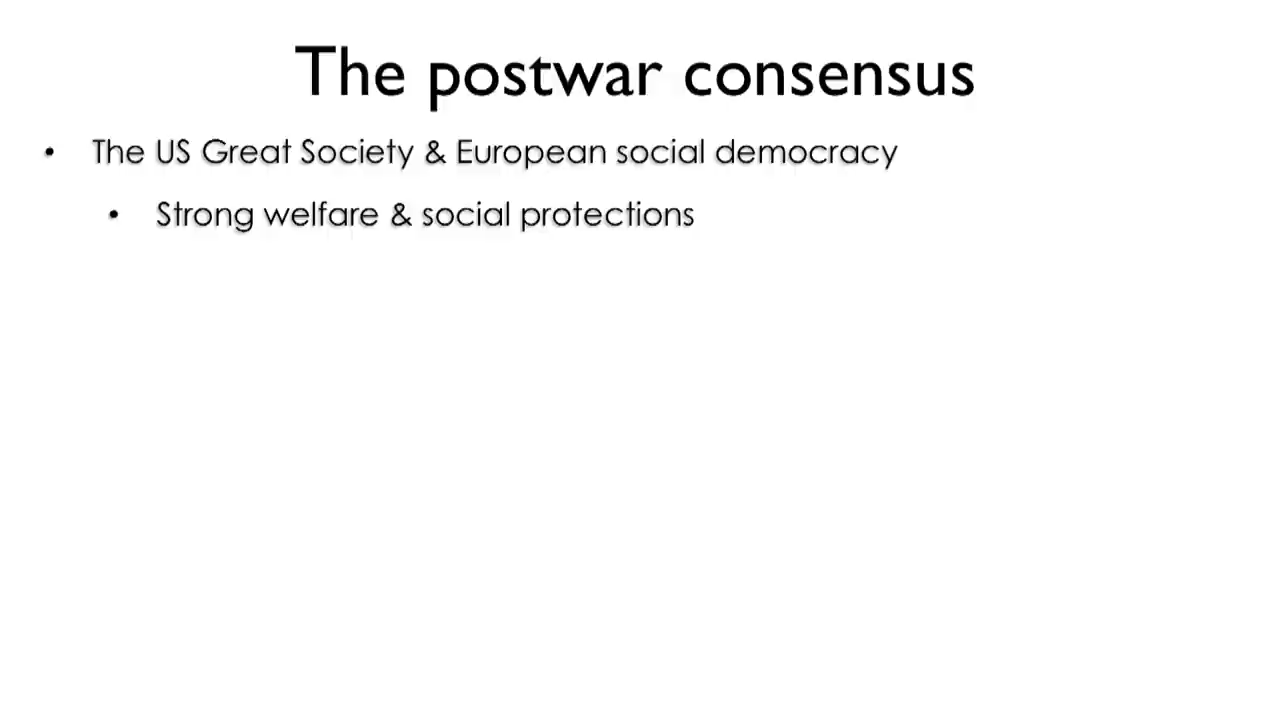 The postwar consensus
• The US Great Society & European social democracy
• Strong welfare & social protections